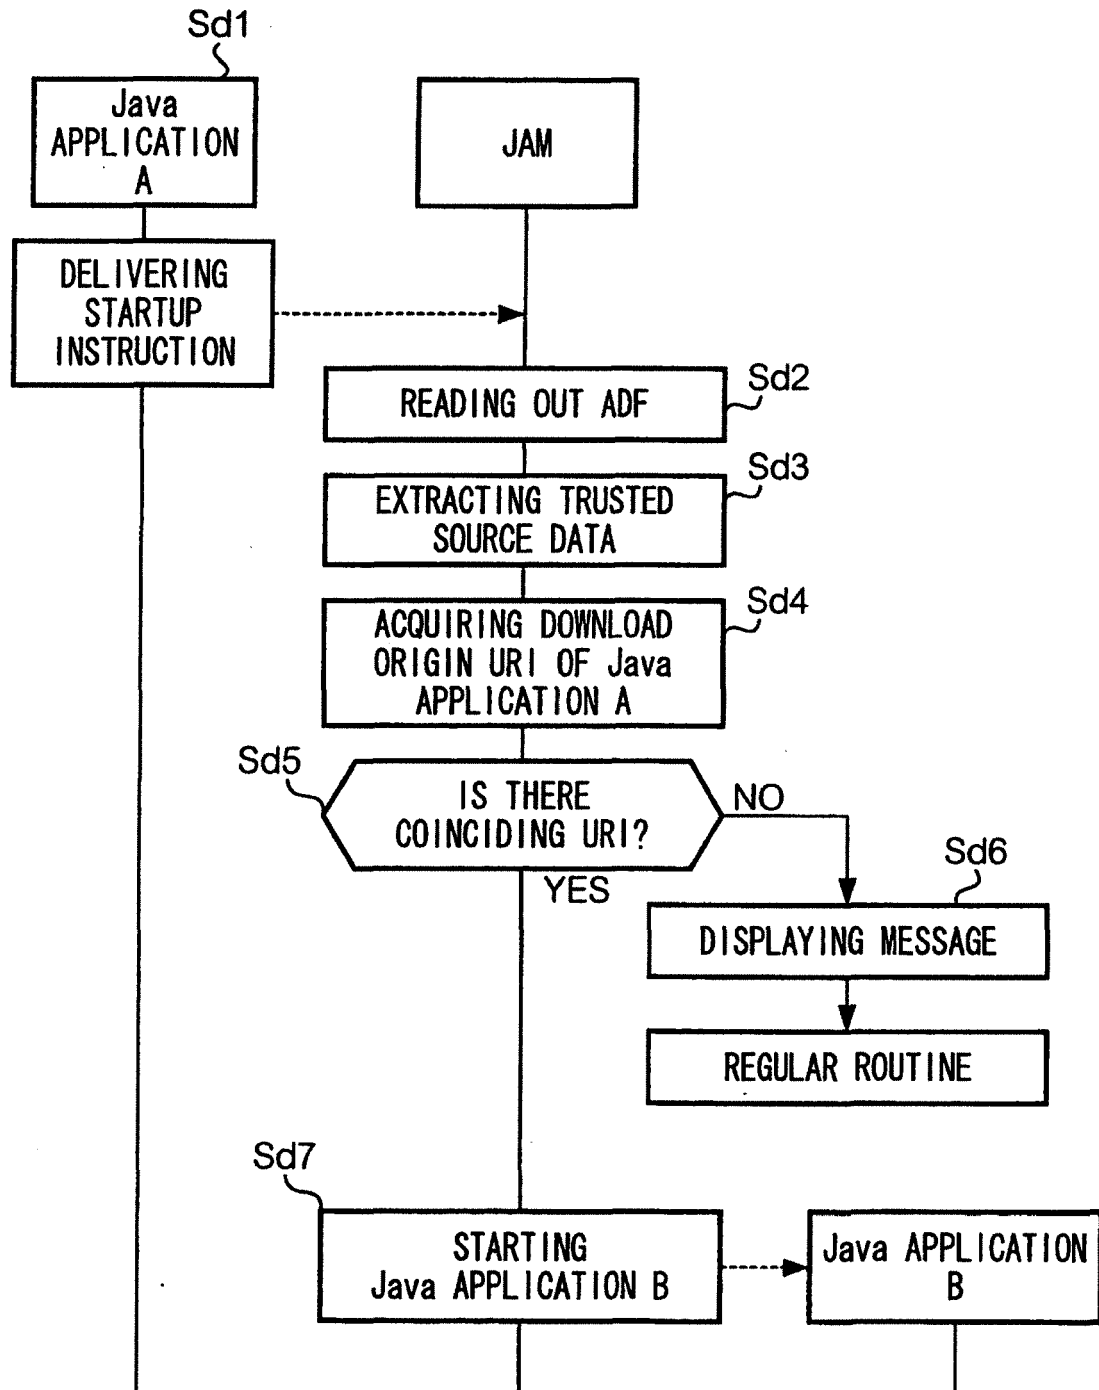 Sd1
Java
APPLICATION
A
JAM
DELIVERING
STARTUP
INSTRUCTION
Sd2
READING OUT ADF
Sd3
EXTRACTING TRUSTED
SOURCE DATA
Sd4
ACQUIRING DOWNLOAD
ORIGIN URI OF Java
APPLICATION A
Sd5
IS THERE
COINCIDING URI?
NO
YES
Sd6
DISPLAYING MESSAGE
REGULAR ROUTINE
Sd7
STARTING
Java APPLICATION B
Java APPLICATION
B